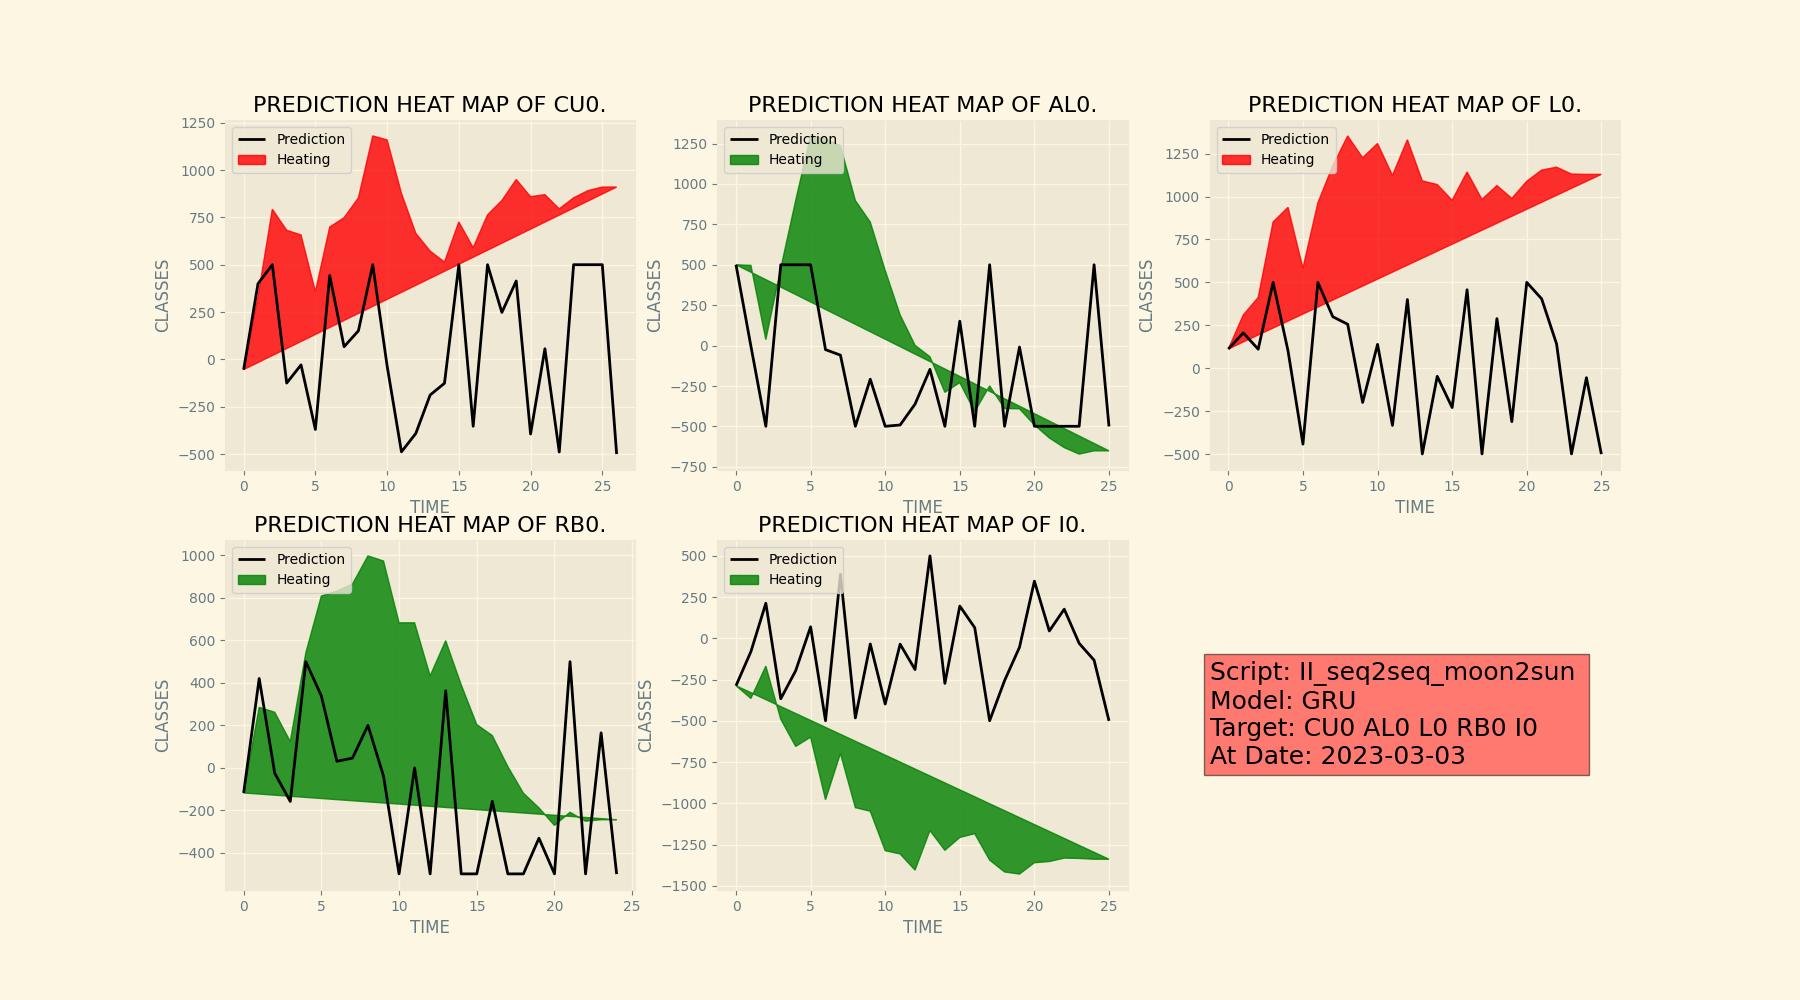 PREDICTION HEAT MAP OF CU0.
CLASSES
1250
1000
750
500
250
0
−250
−500
Prediction
Heating
0 5 10 15 20 25
TIME
PREDICTION HEAT MAP OF AL0.
CLASSES
1250
1000
750
500
250
0
−250
−500
−750
Prediction
Heating
0 5 10 15 20 25
TIME
PREDICTION HEAT MAP OF L0.
CLASSES
1250
1000
750
500
250
0
−250
−500
Prediction
Heating
0 5 10 15 20 25
TIME
PREDICTION HEAT MAP OF RB0.
CLASSES
1000
800
600
400
200
0
−200
−400
Prediction
Heating
0 5 10 15 20 25
TIME
PREDICTION HEAT MAP OF I0.
CLASSES
500
250
0
−250
−500
−750
−1000
−1250
−1500
Prediction
Heating
0 5 10 15 20 25
TIME
Script: II_seq2seq_moon2sun
Model: GRU
Target: CU0 AL0 L0 RB0 I0
At Date: 2023-03-03